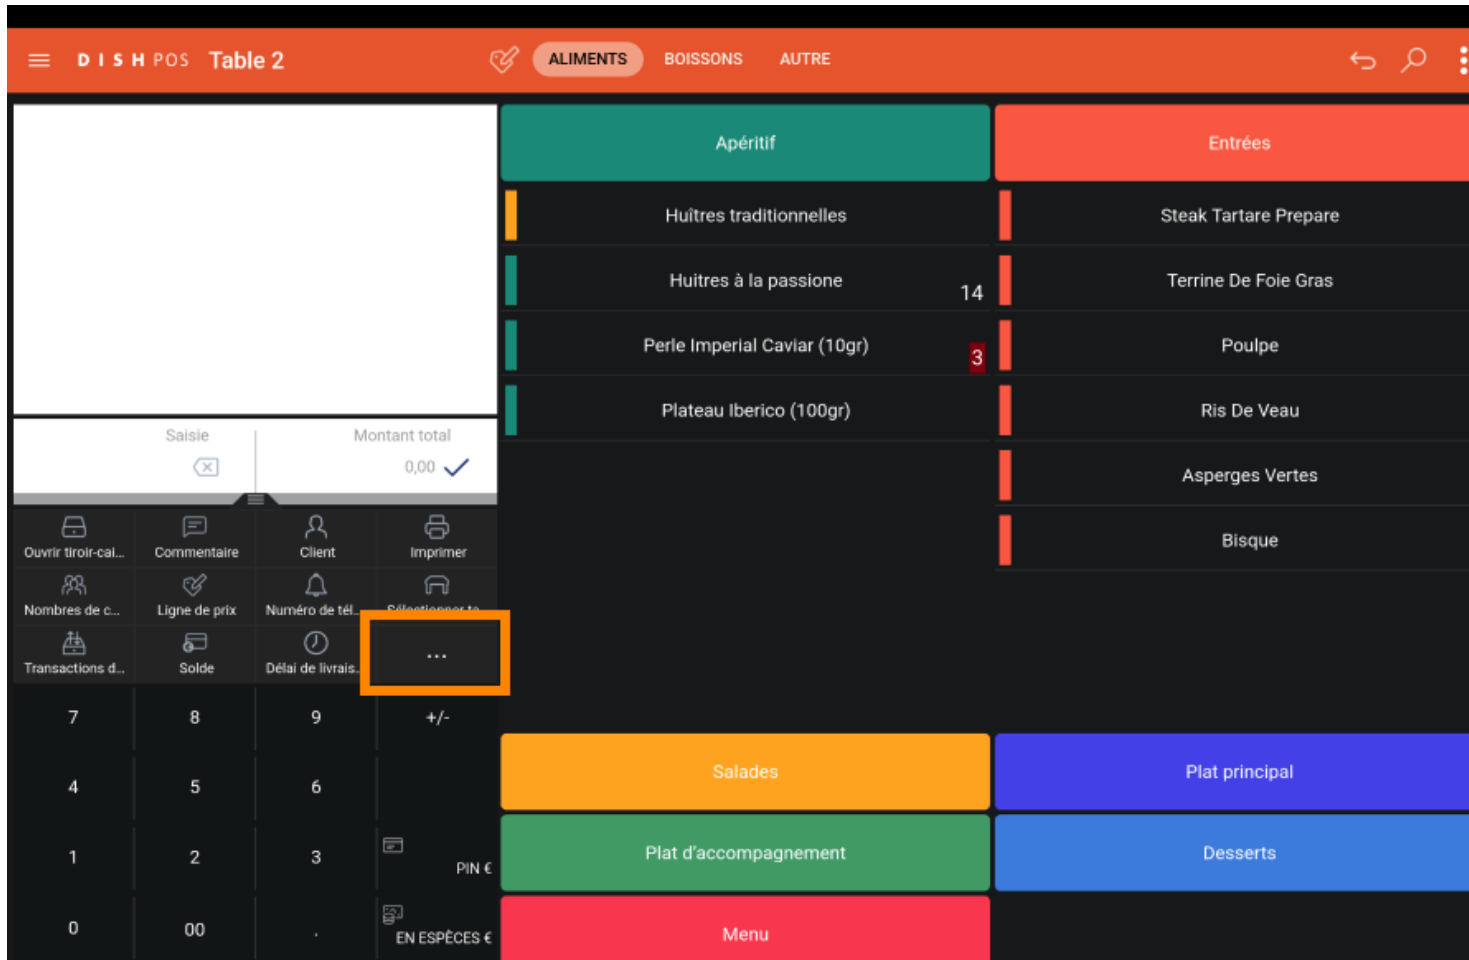 DISH POS Table 2
ALIMENTS BOISSONS AUTRE
Apéritif
Entrées
Huîtres traditionnelles
Steak Tartare Prepare
Huitres à la passione
14
Terrine De Foie Gras
Perle Imperial Caviar (10gr)
3
Poulpe
Plateau Iberico (100gr)
Ris De Veau
Asperges Vertes
Bisque
Saisie
Montant total
0,00
Ouvrir tiroir-cai...
Commentaire
Client
Imprimer
Nombres de c...
Ligne de prix
Numéro de tél...
Transactions d...
Solde
Délai de livrais...
...
7 8 9 +/-
4 5 6
1 2 3 PIN €
0 00 . EN ESPÈCES €
Salades
Plat principal
Plat d'accompagnement
Desserts
Menu